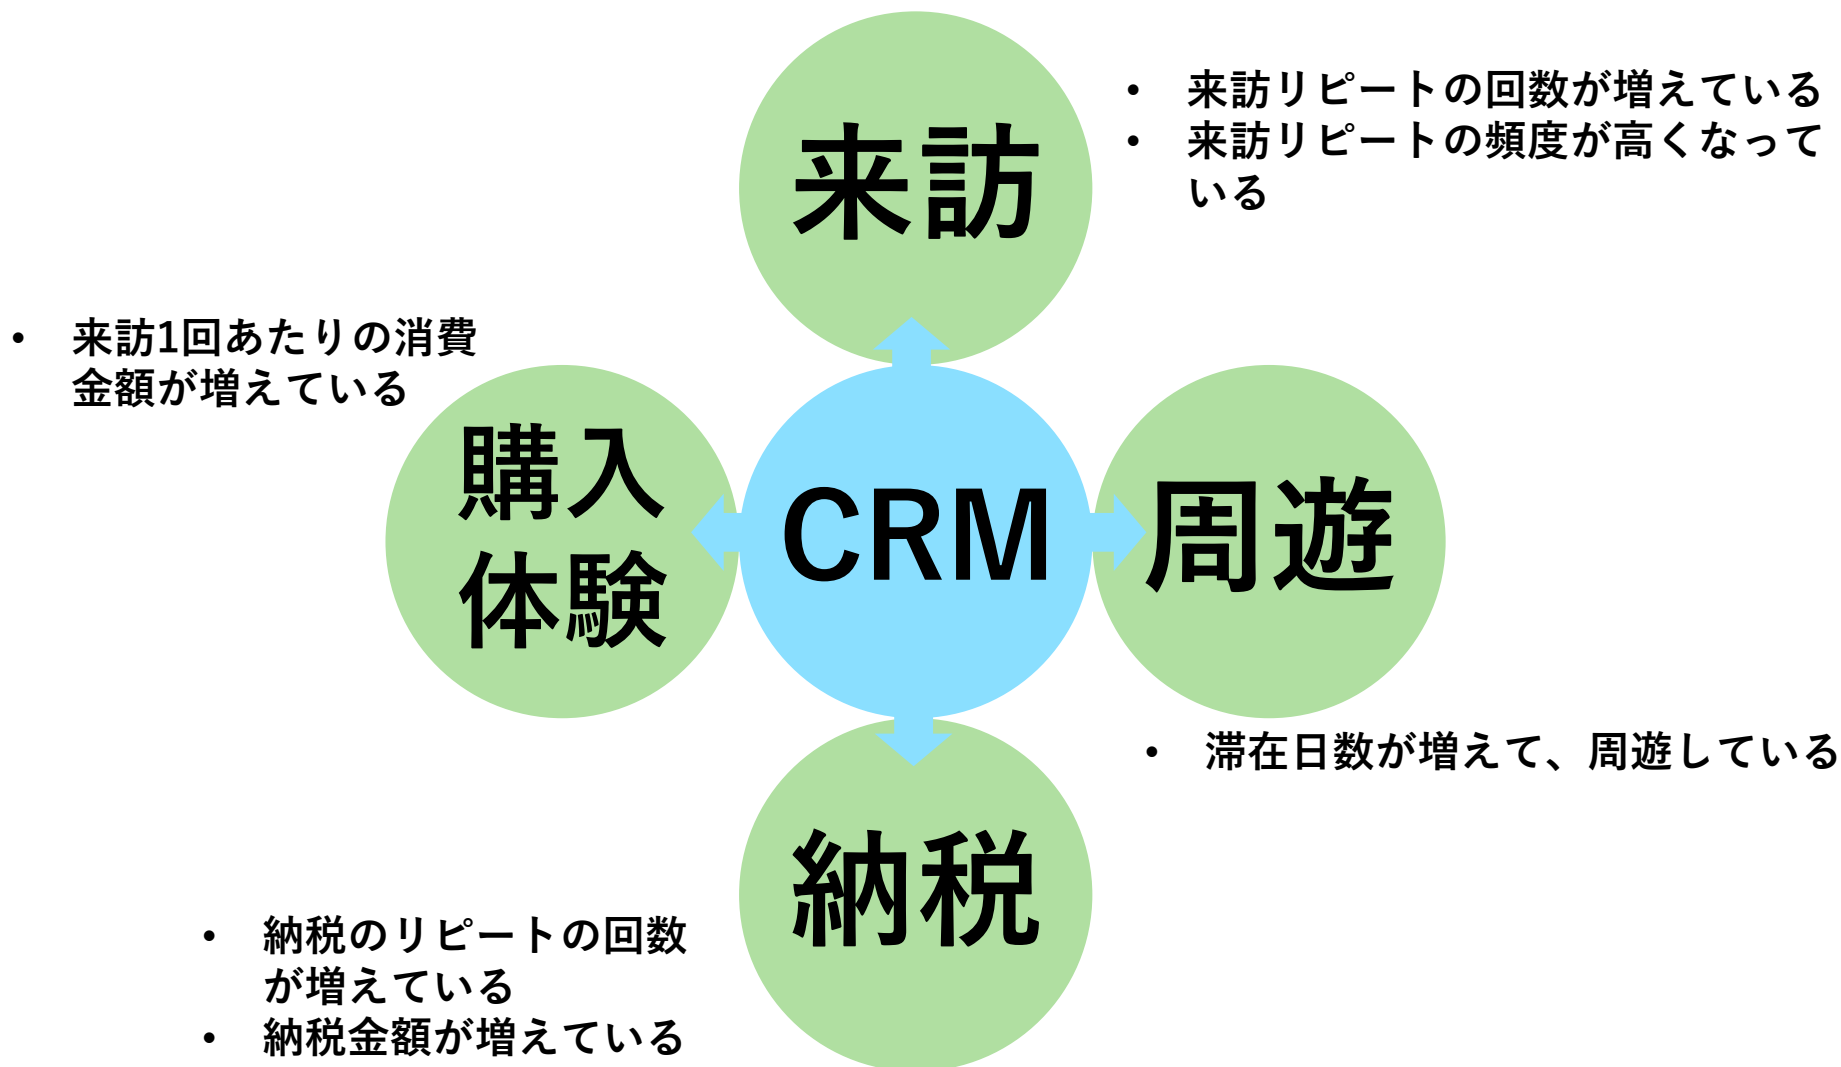 来訪
• 来訪リピートの回数が増えている
• 来訪リピートの頻度が高くなって
いる
• 来訪1回あたりの消費
金額が増えている
購入
体験
CRM
周遊
• 滞在日数が増えて、周遊している
納税
• 納税のリピートの回数
が増えている
• 納税金額が増えている